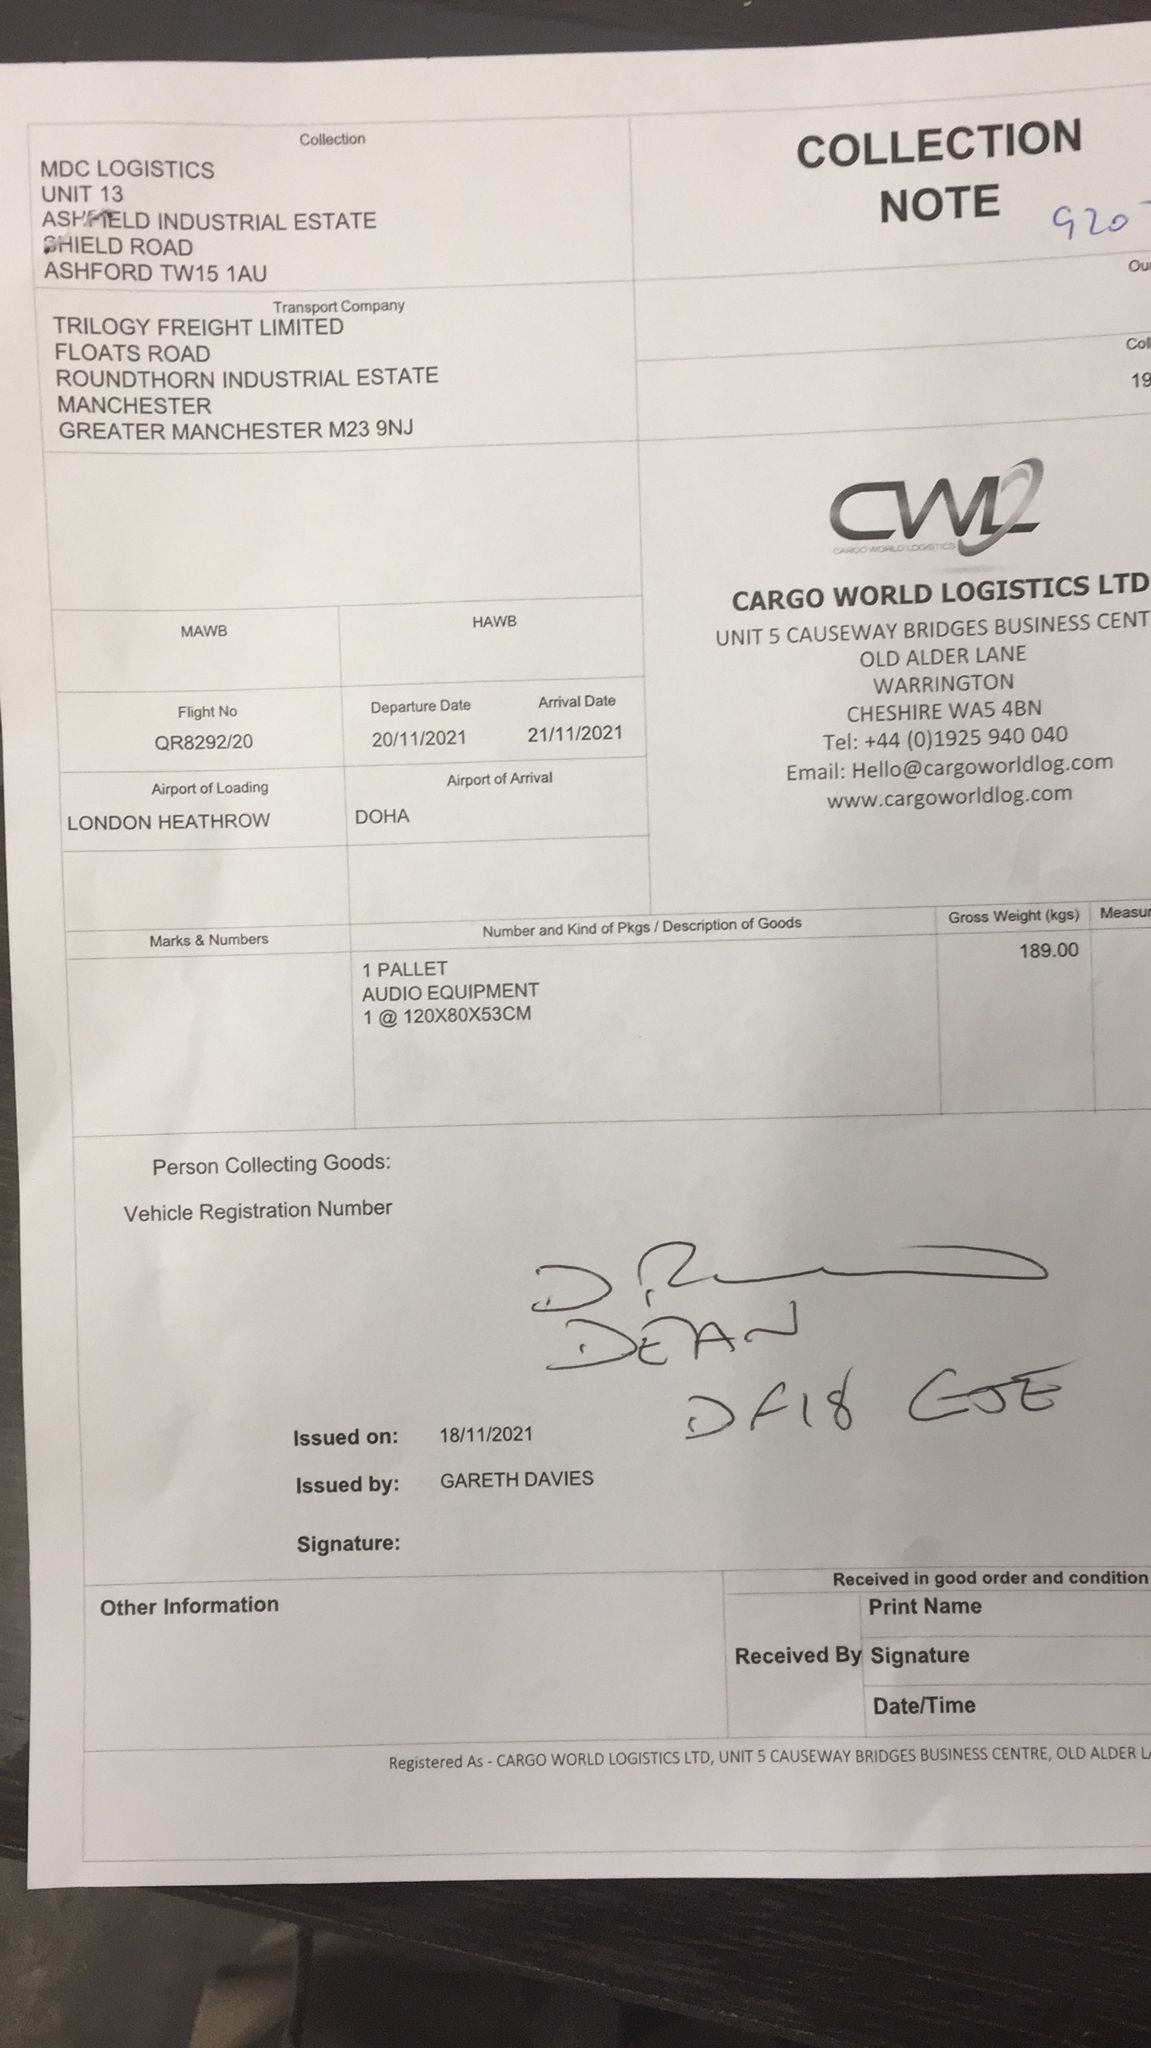 Collection
MDC LOGISTICS
UNIT 13
ASHFIELD INDUSTRIAL ESTATE
SHIELD ROAD
ASHFORD TW15 1AU
COLLECTION
NOTE
920
Our
Transport Company
TRILOGY FREIGHT LIMITED
FLOATS ROAD
ROUNDTHORN INDUSTRIAL ESTATE
MANCHESTER
GREATER MANCHESTER M23 9NJ
Col
19
CWL
CARGO WORLD LOGISTICS
CARGO WORLD LOGISTICS LTD
UNIT 5 CAUSEWAY BRIDGES BUSINESS CENT
OLD ALDER LANE
WARRINGTON
CHESHIRE WA5 4BN
Tel: +44 (0)1925 940 040
Email: Hello@cargoworldlog.com
www.cargoworldlog.com
MAWB HAWB
Flight No Departure Date Arrival Date
QR8292/20 20/11/2021 21/11/2021
Airport of Loading Airport of Arrival
LONDON HEATHROW DOHA
Marks & Numbers Number and Kind of Pkgs / Description of Goods Gross Weight (kgs) Measur
1 PALLET 189.00
AUDIO EQUIPMENT
1 @ 120X80X53CM
Person Collecting Goods:
Vehicle Registration Number
DEAN
DF18
Issued on: 18/11/2021
Issued by: GARETH DAVIES
Signature:
Other Information
Received in good order and condition
Print Name
Received By Signature
Date/Time
Registered As - CARGO WORLD LOGISTICS LTD, UNIT 5 CAUSEWAY BRIDGES BUSINESS CENTRE, OLD ALDER LA